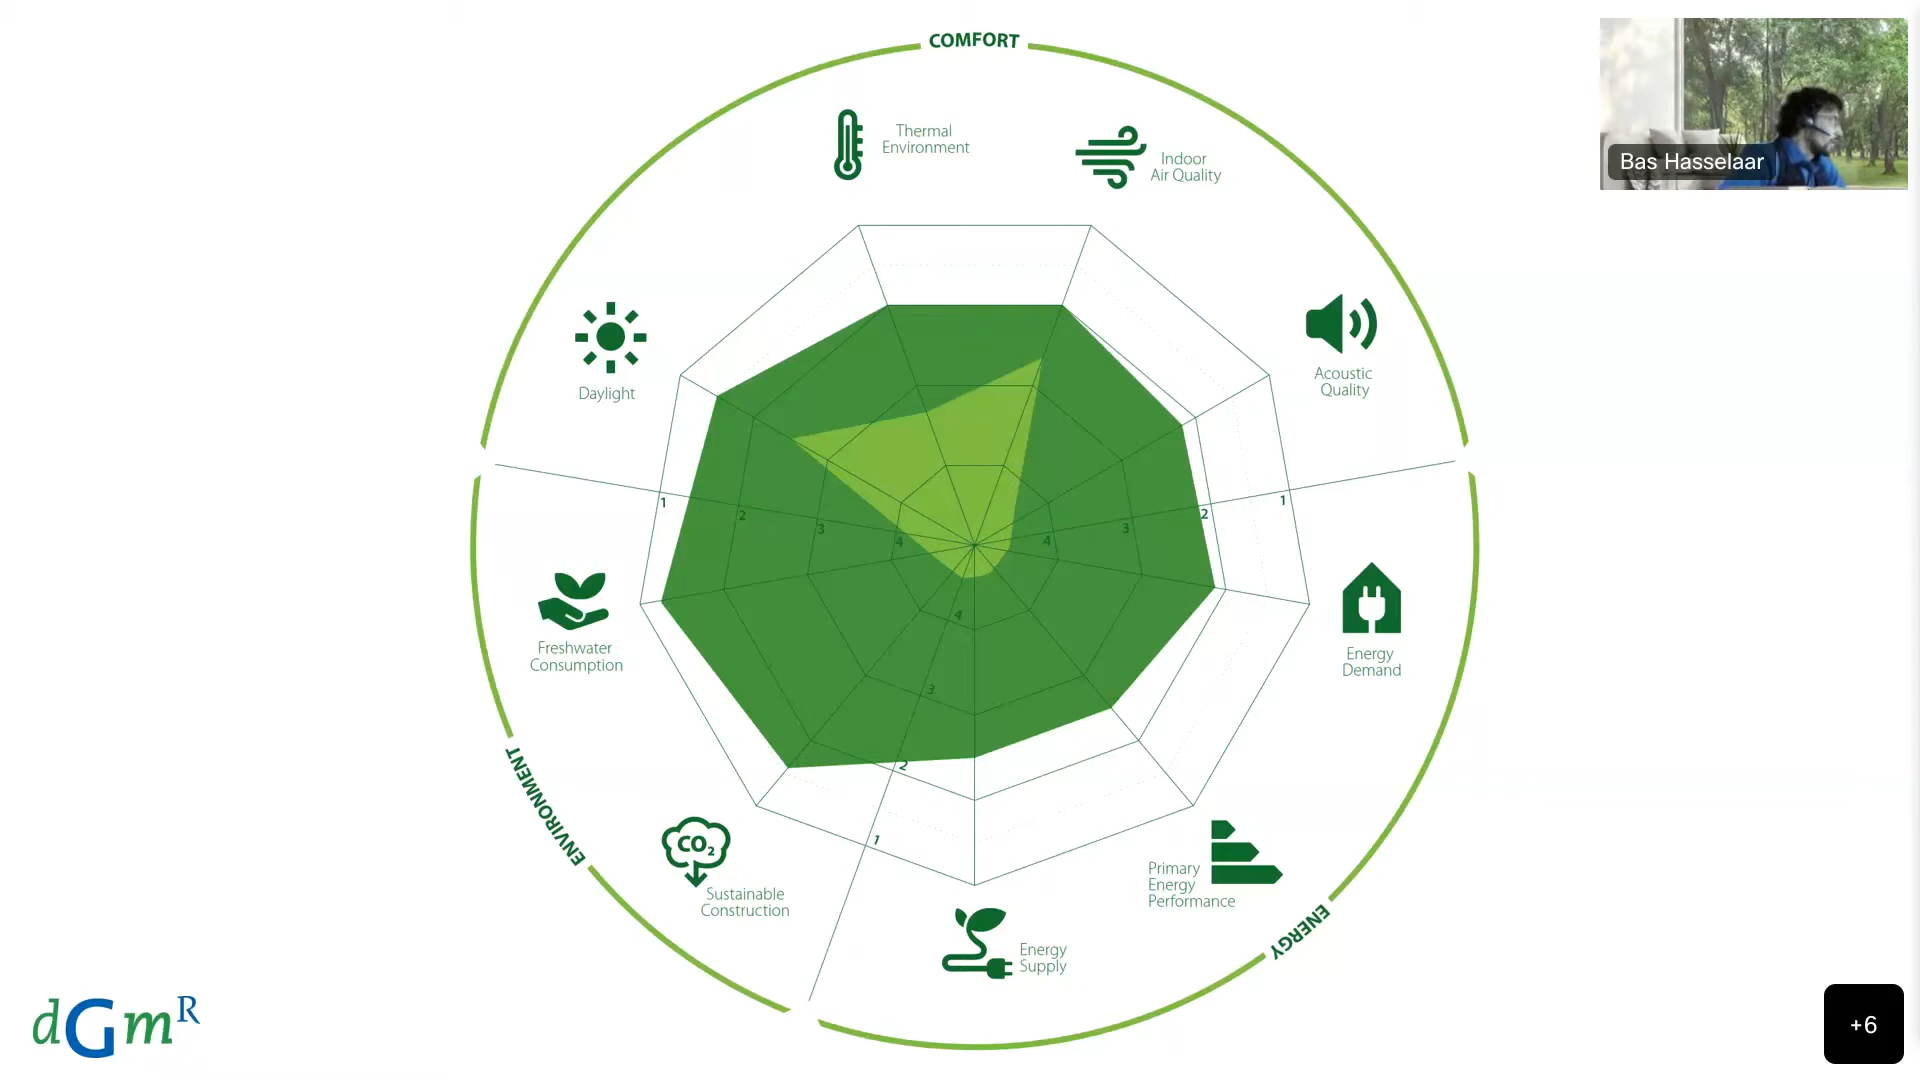 COMFORT
Thermal
Environment
Indoor
Air Quality
Bas Hasselaar
Daylight
Acoustic
Quality
1
2
3
4
4
3
2
1
Freshwater
Consumption
4
3
2
1
Energy
Demand
ENVIRONMENT
CO₂
Sustainable
Construction
Primary
Energy
Performance
ENERGY
Energy
Supply
dGmR
+6